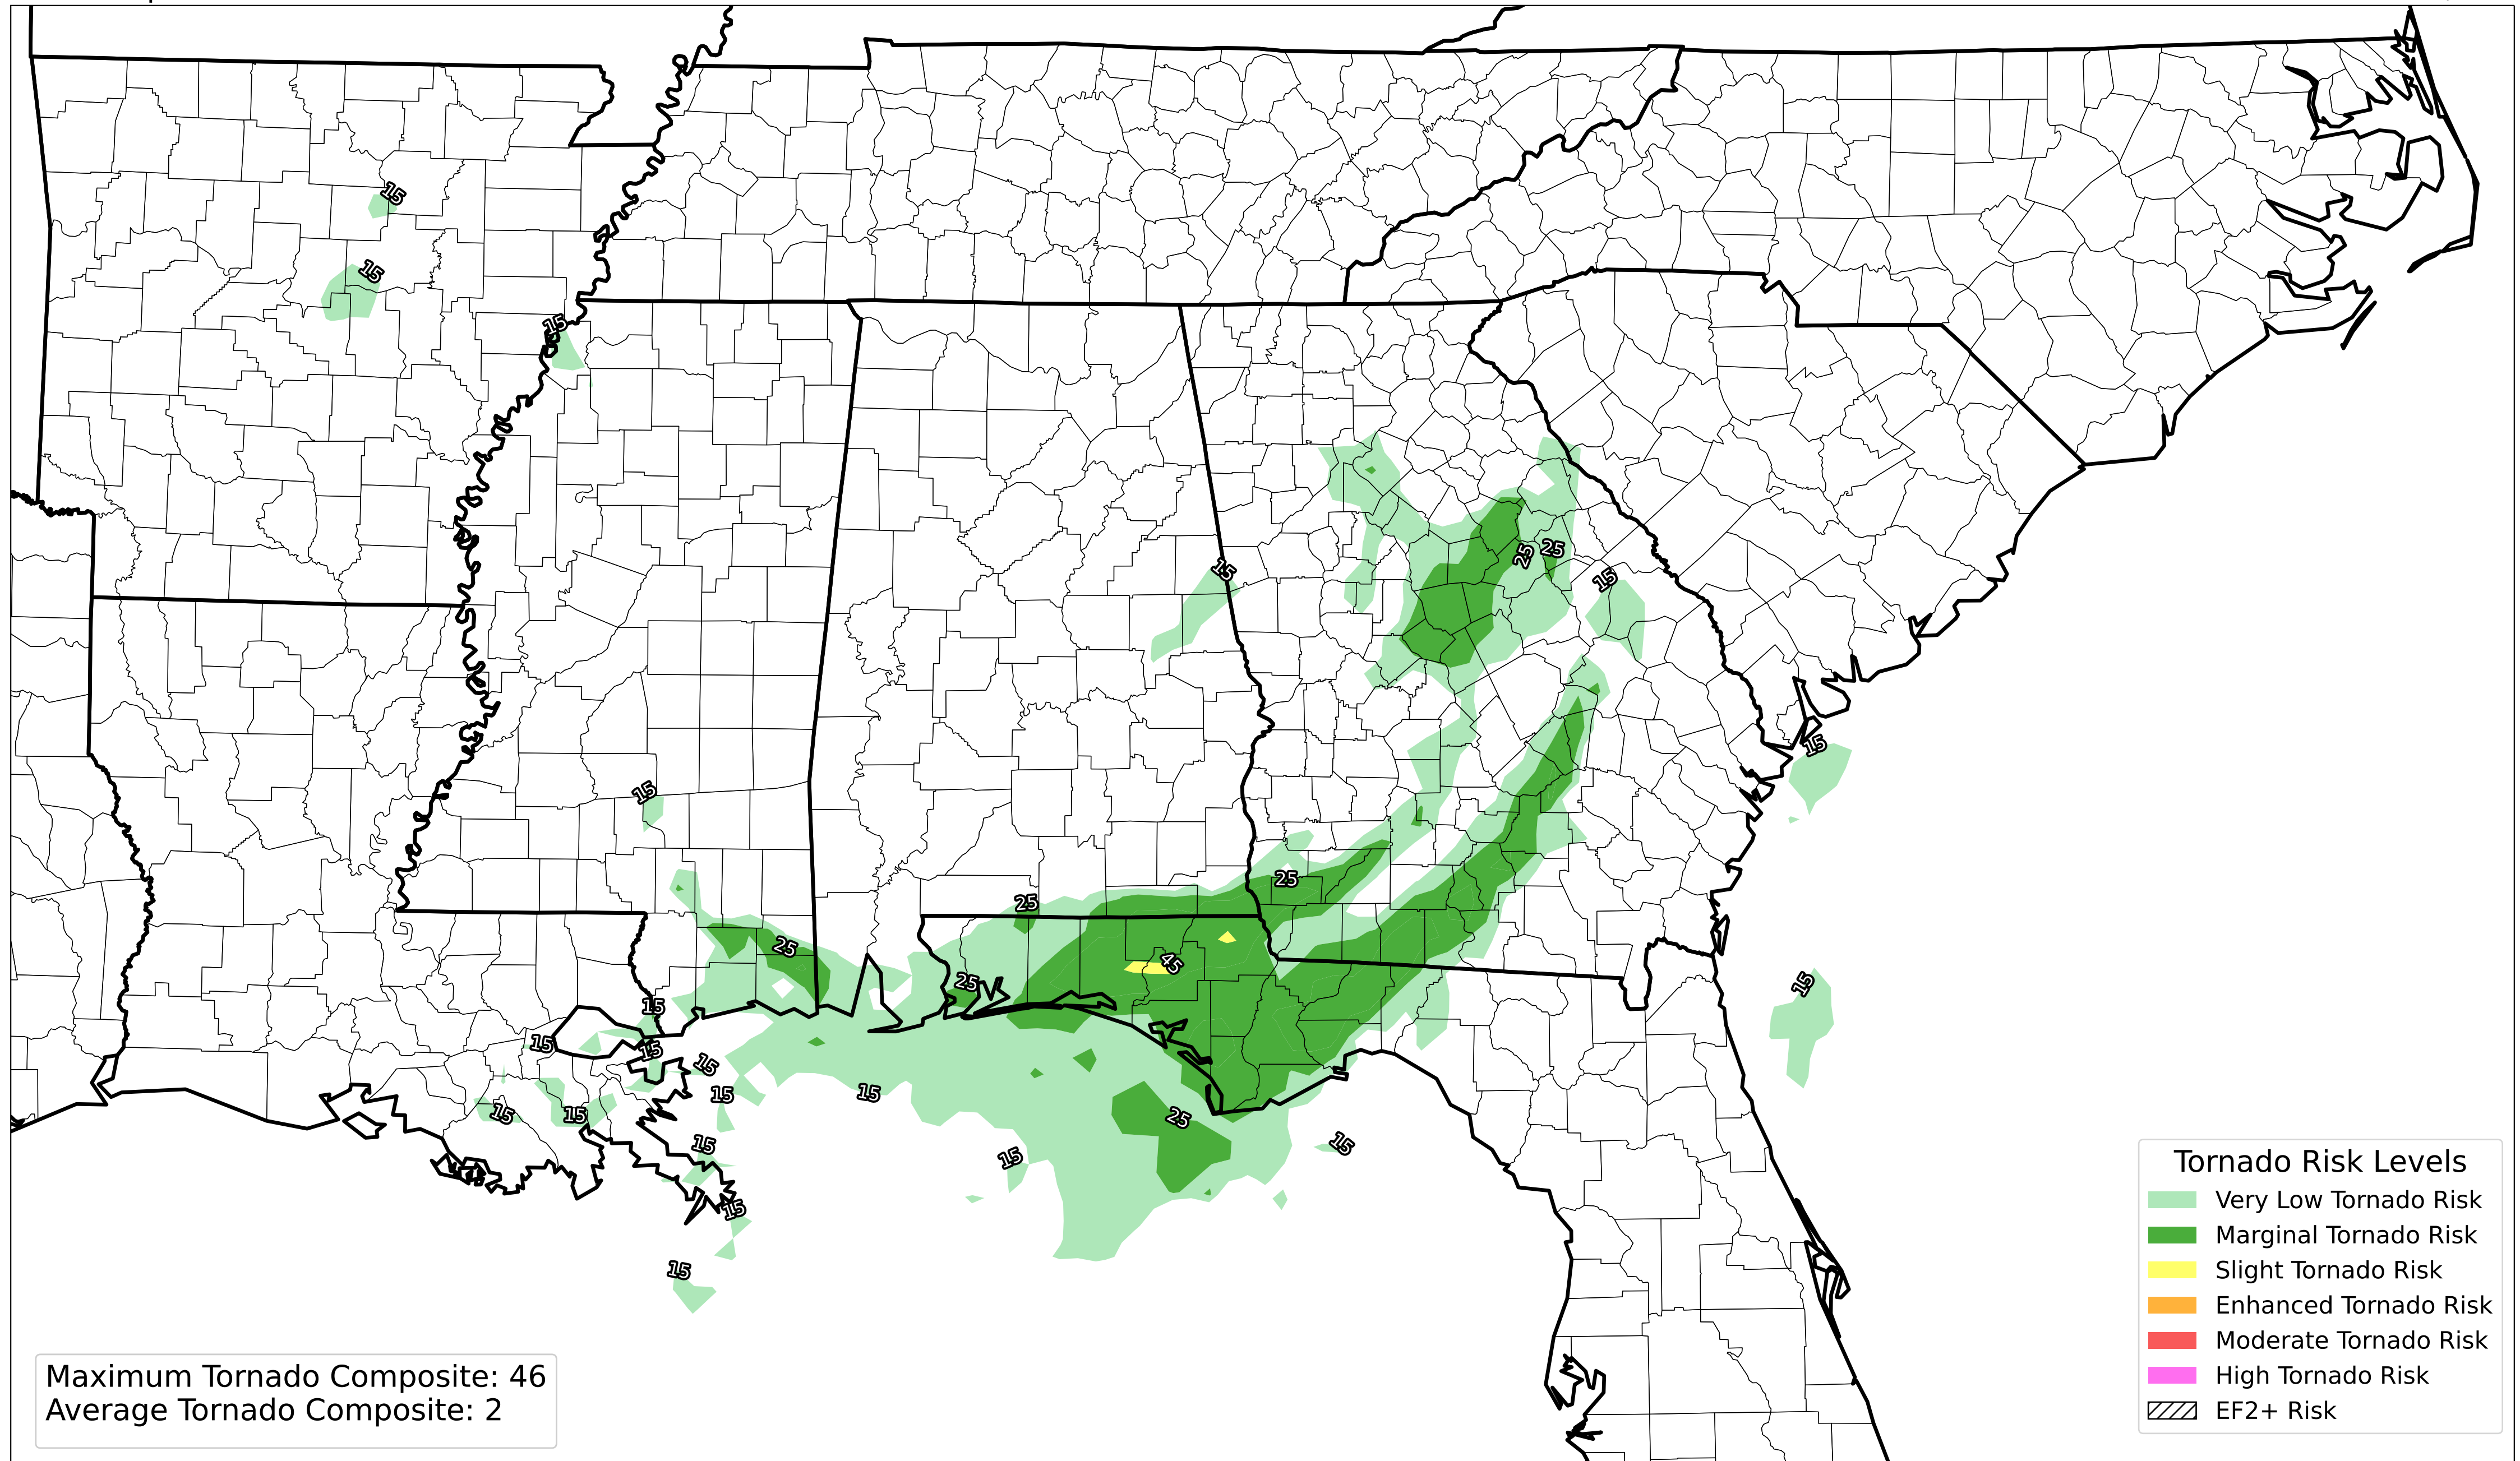 15
15
15
15
25
25
15
15
15
25
25
25
45
25
15
15
15
15
15
15
15
25
15
15
15
15
15
15
15
Tornado Risk Levels
Very Low Tornado Risk
Marginal Tornado Risk
Slight Tornado Risk
Enhanced Tornado Risk
Moderate Tornado Risk
High Tornado Risk
EF2+ Risk
Maximum Tornado Composite: 46
Average Tornado Composite: 2